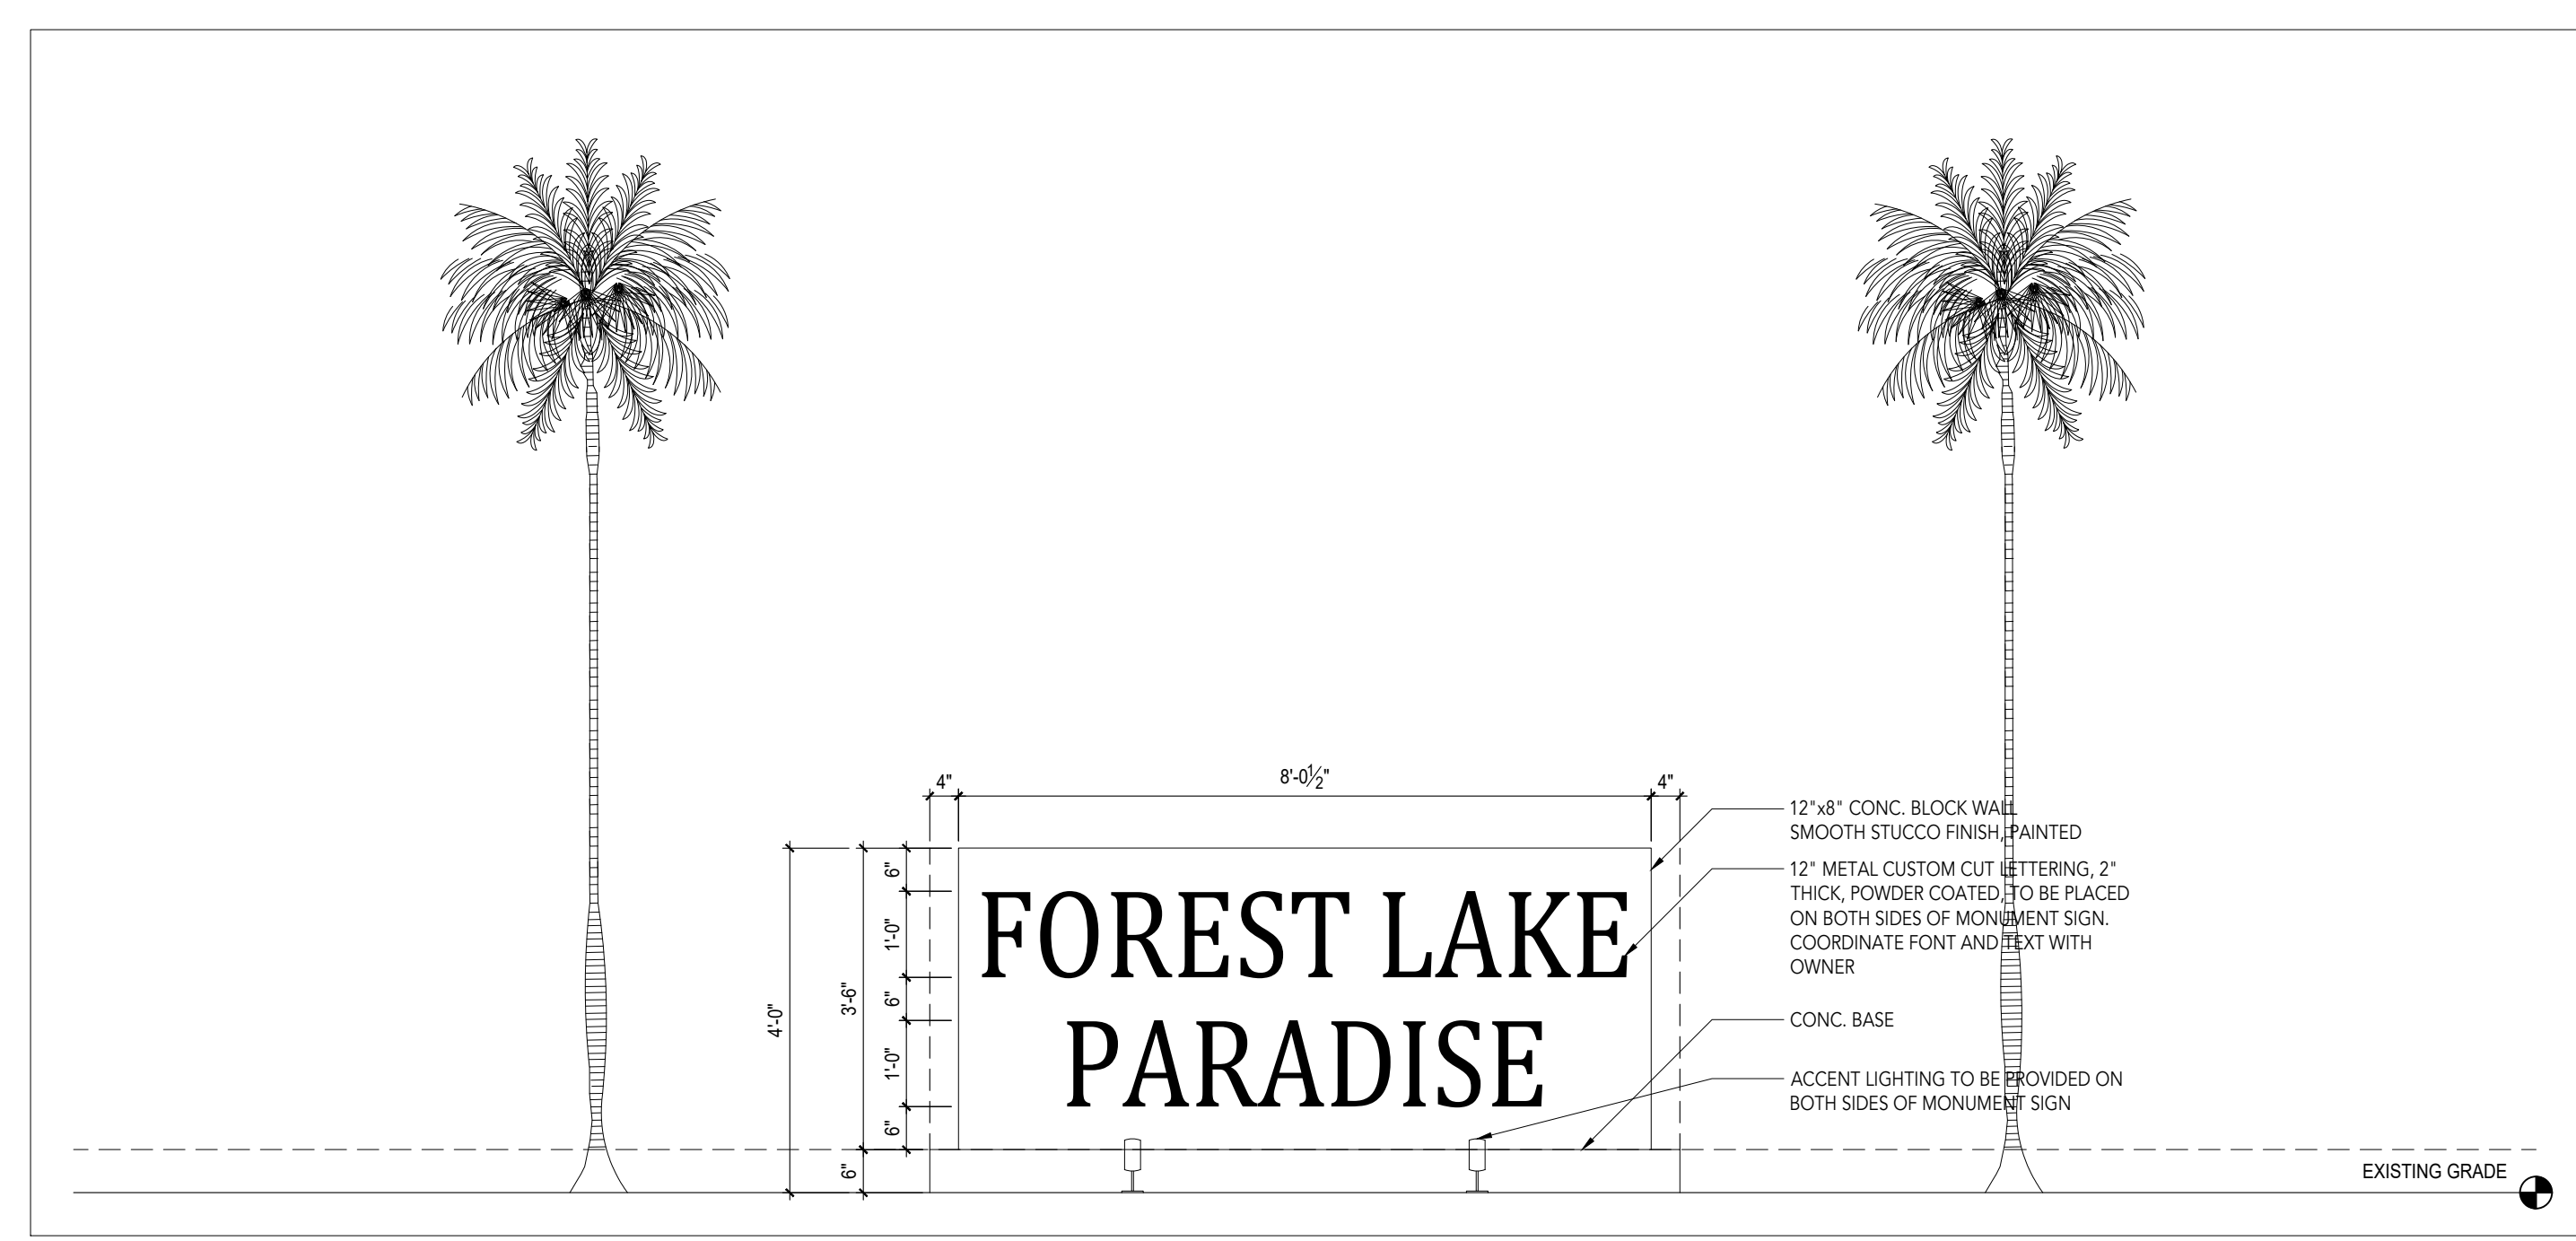 4"
8'-0½"
4"
12"x8" CONC. BLOCK WALL
SMOOTH STUCCO FINISH, PAINTED
12" METAL CUSTOM CUT LETTERING, 2"
THICK, POWDER COATED, TO BE PLACED
ON BOTH SIDES OF MONUMENT SIGN.
COORDINATE FONT AND TEXT WITH
OWNER
CONC. BASE
ACCENT LIGHTING TO BE PROVIDED ON
BOTH SIDES OF MONUMENT SIGN
FOREST LAKE
PARADISE
4'-0"
3'-6"
6"
6"
1'-0"
6"
1'-0"
6"
EXISTING GRADE